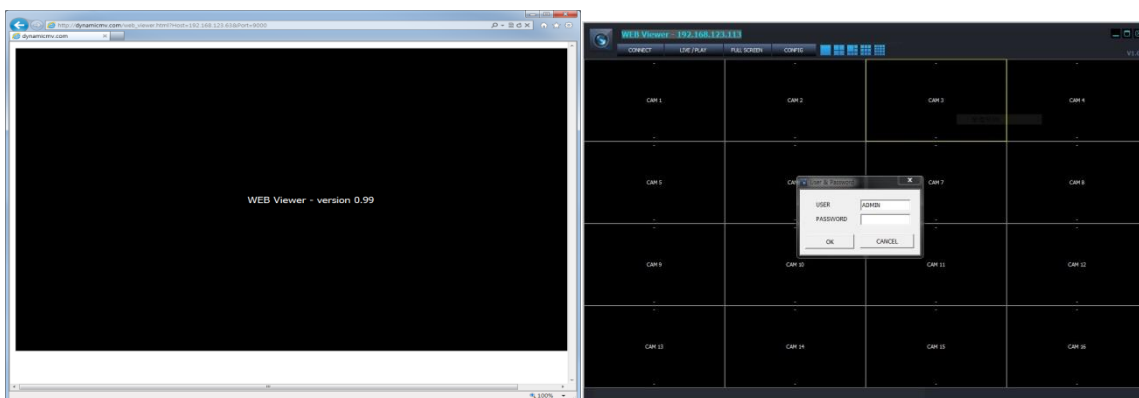 http://dynamicmv.com/web_viewer.html?Host=192.168.123.63&Port=9000
dynamicmv.com
WEB Viewer - version 0.99
100%
WEB Viewer - 192.168.123.113
CONNECT LIVE / PLAY FULL SCREEN CONFIG
CAM 1 CAM 2 CAM 3 CAM 4
CAM 5 CAM 7 CAM 8
User & Password
USER ADMIN
PASSWORD
OK CANCEL
CAM 9 CAM 10 CAM 11 CAM 12
CAM 13 CAM 14 CAM 15 CAM 16